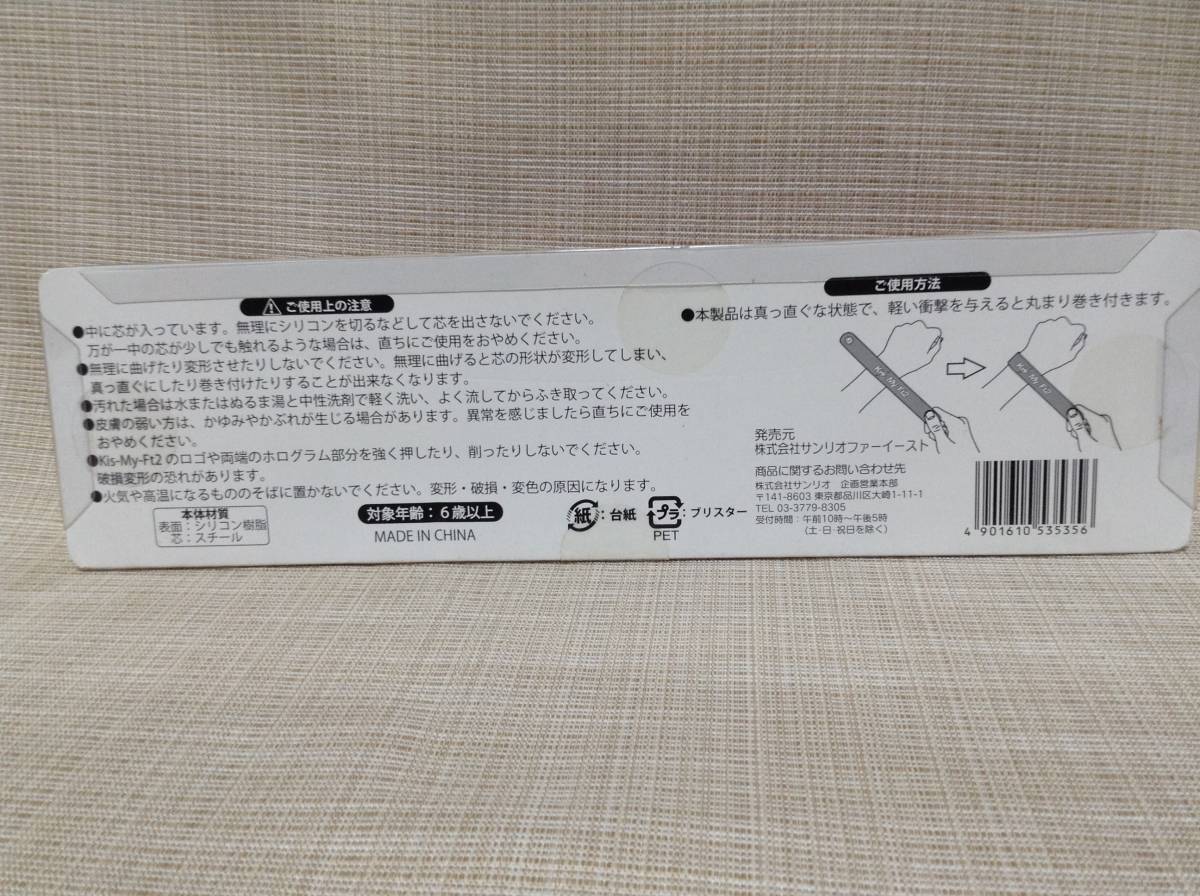 ご使用上の注意
●中に芯が入っています。無理にシリコンを切るなどして芯を出さないでください。
万が一中の芯が少しでも触れるような場合は、直ちにご使用をおやめください。
●無理に曲げたり変形させたりしないでください。無理に曲げると芯の形状が変形してしまい、
真っ直ぐにしたり巻き付けたりすることが出来なくなります。
●汚れた場合は水またはぬるま湯と中性洗剤で軽く洗い、よく流してからふき取ってください。
●皮膚の弱い方は、かゆみやかぶれが生じる場合があります。異常を感じましたら直ちにご使用を
おやめください。
●Kis-My-Ft2 のロゴや両端のホログラム部分を強く押したり、削ったりしないでください。
破損変形の恐れがあります。
●火気や高温になるもののそばに置かないでください。変形・破損・変色の原因になります。
本体材質
表面：シリコン樹脂
芯：スチール
対象年齢：6歳以上
MADE IN CHINA
紙：台紙
プラ：ブリスター
PET
ご使用方法
●本製品は真っ直ぐな状態で、軽い衝撃を与えると丸まり巻き付きます。
Kis-My-Ft2
Kis-My-Ft2
発売元
株式会社サンリオファーイースト
商品に関するお問い合わせ先
株式会社サンリオ 企画営業本部
〒141-8603 東京都品川区大崎1-11-1
TEL 03-3779-8305
受付時間：午前10時〜午後5時
(土・日・祝日を除く)
4 901610 535356